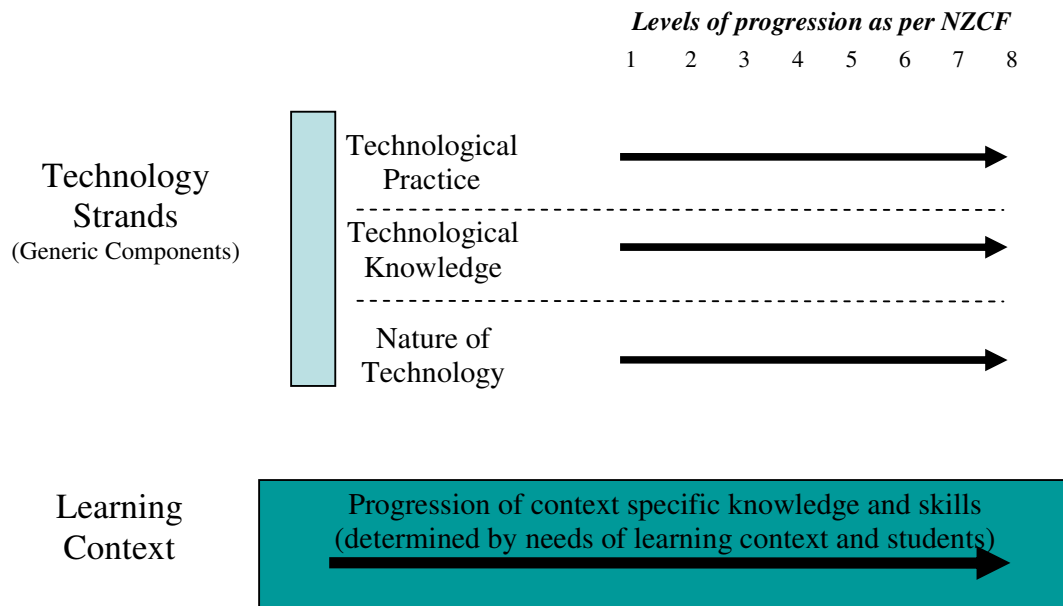 Levels of progression as per NZCF
1 2 3 4 5 6 7 8
Technology
Strands
(Generic Components)
Technological
Practice
Technological
Knowledge
Nature of
Technology
Learning
Context
Progression of context specific knowledge and skills
(determined by needs of learning context and students)